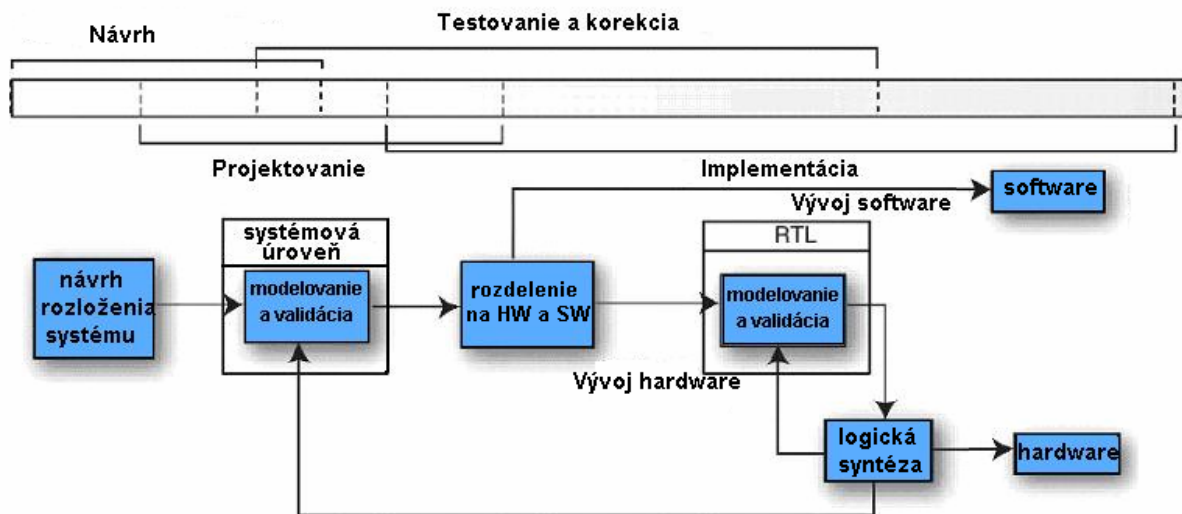 Návrh
Testovanie a korekcia
Projektovanie
Implementácia
Vývoj software
software
systémová
úroveň
RTL
návrh
rozloženia
systému
modelovanie
a validácia
rozdelenie
na HW a SW
modelovanie
a validácia
Vývoj hardware
logická
syntéza
hardware